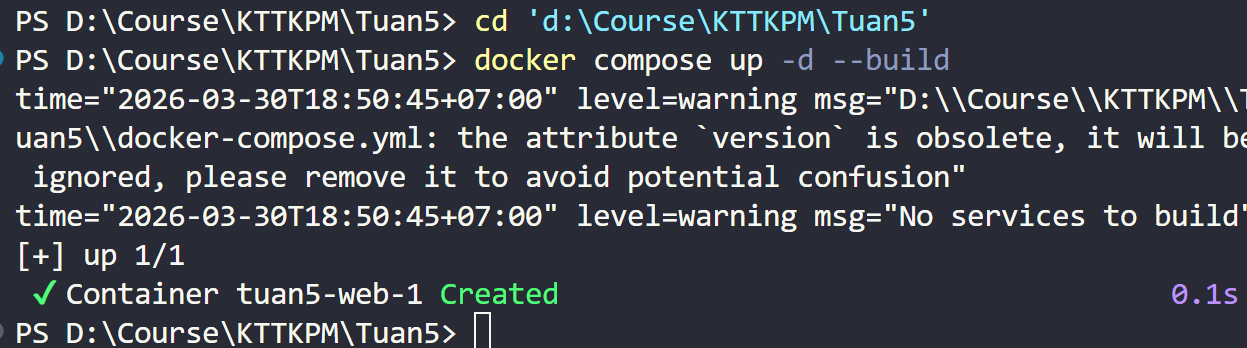 PS D:\Course\KTTKPM\Tuan5> cd 'd:\Course\KTTKPM\Tuan5'
PS D:\Course\KTTKPM\Tuan5> docker compose up -d --build
time="2026-03-30T18:50:45+07:00" level=warning msg="D:\\Course\\KTTKPM\\T
uan5\\docker-compose.yml: the attribute `version` is obsolete, it will be
 ignored, please remove it to avoid potential confusion"
time="2026-03-30T18:50:45+07:00" level=warning msg="No services to build"
[+] up 1/1
 ✔ Container tuan5-web-1 Created 0.1s
PS D:\Course\KTTKPM\Tuan5>